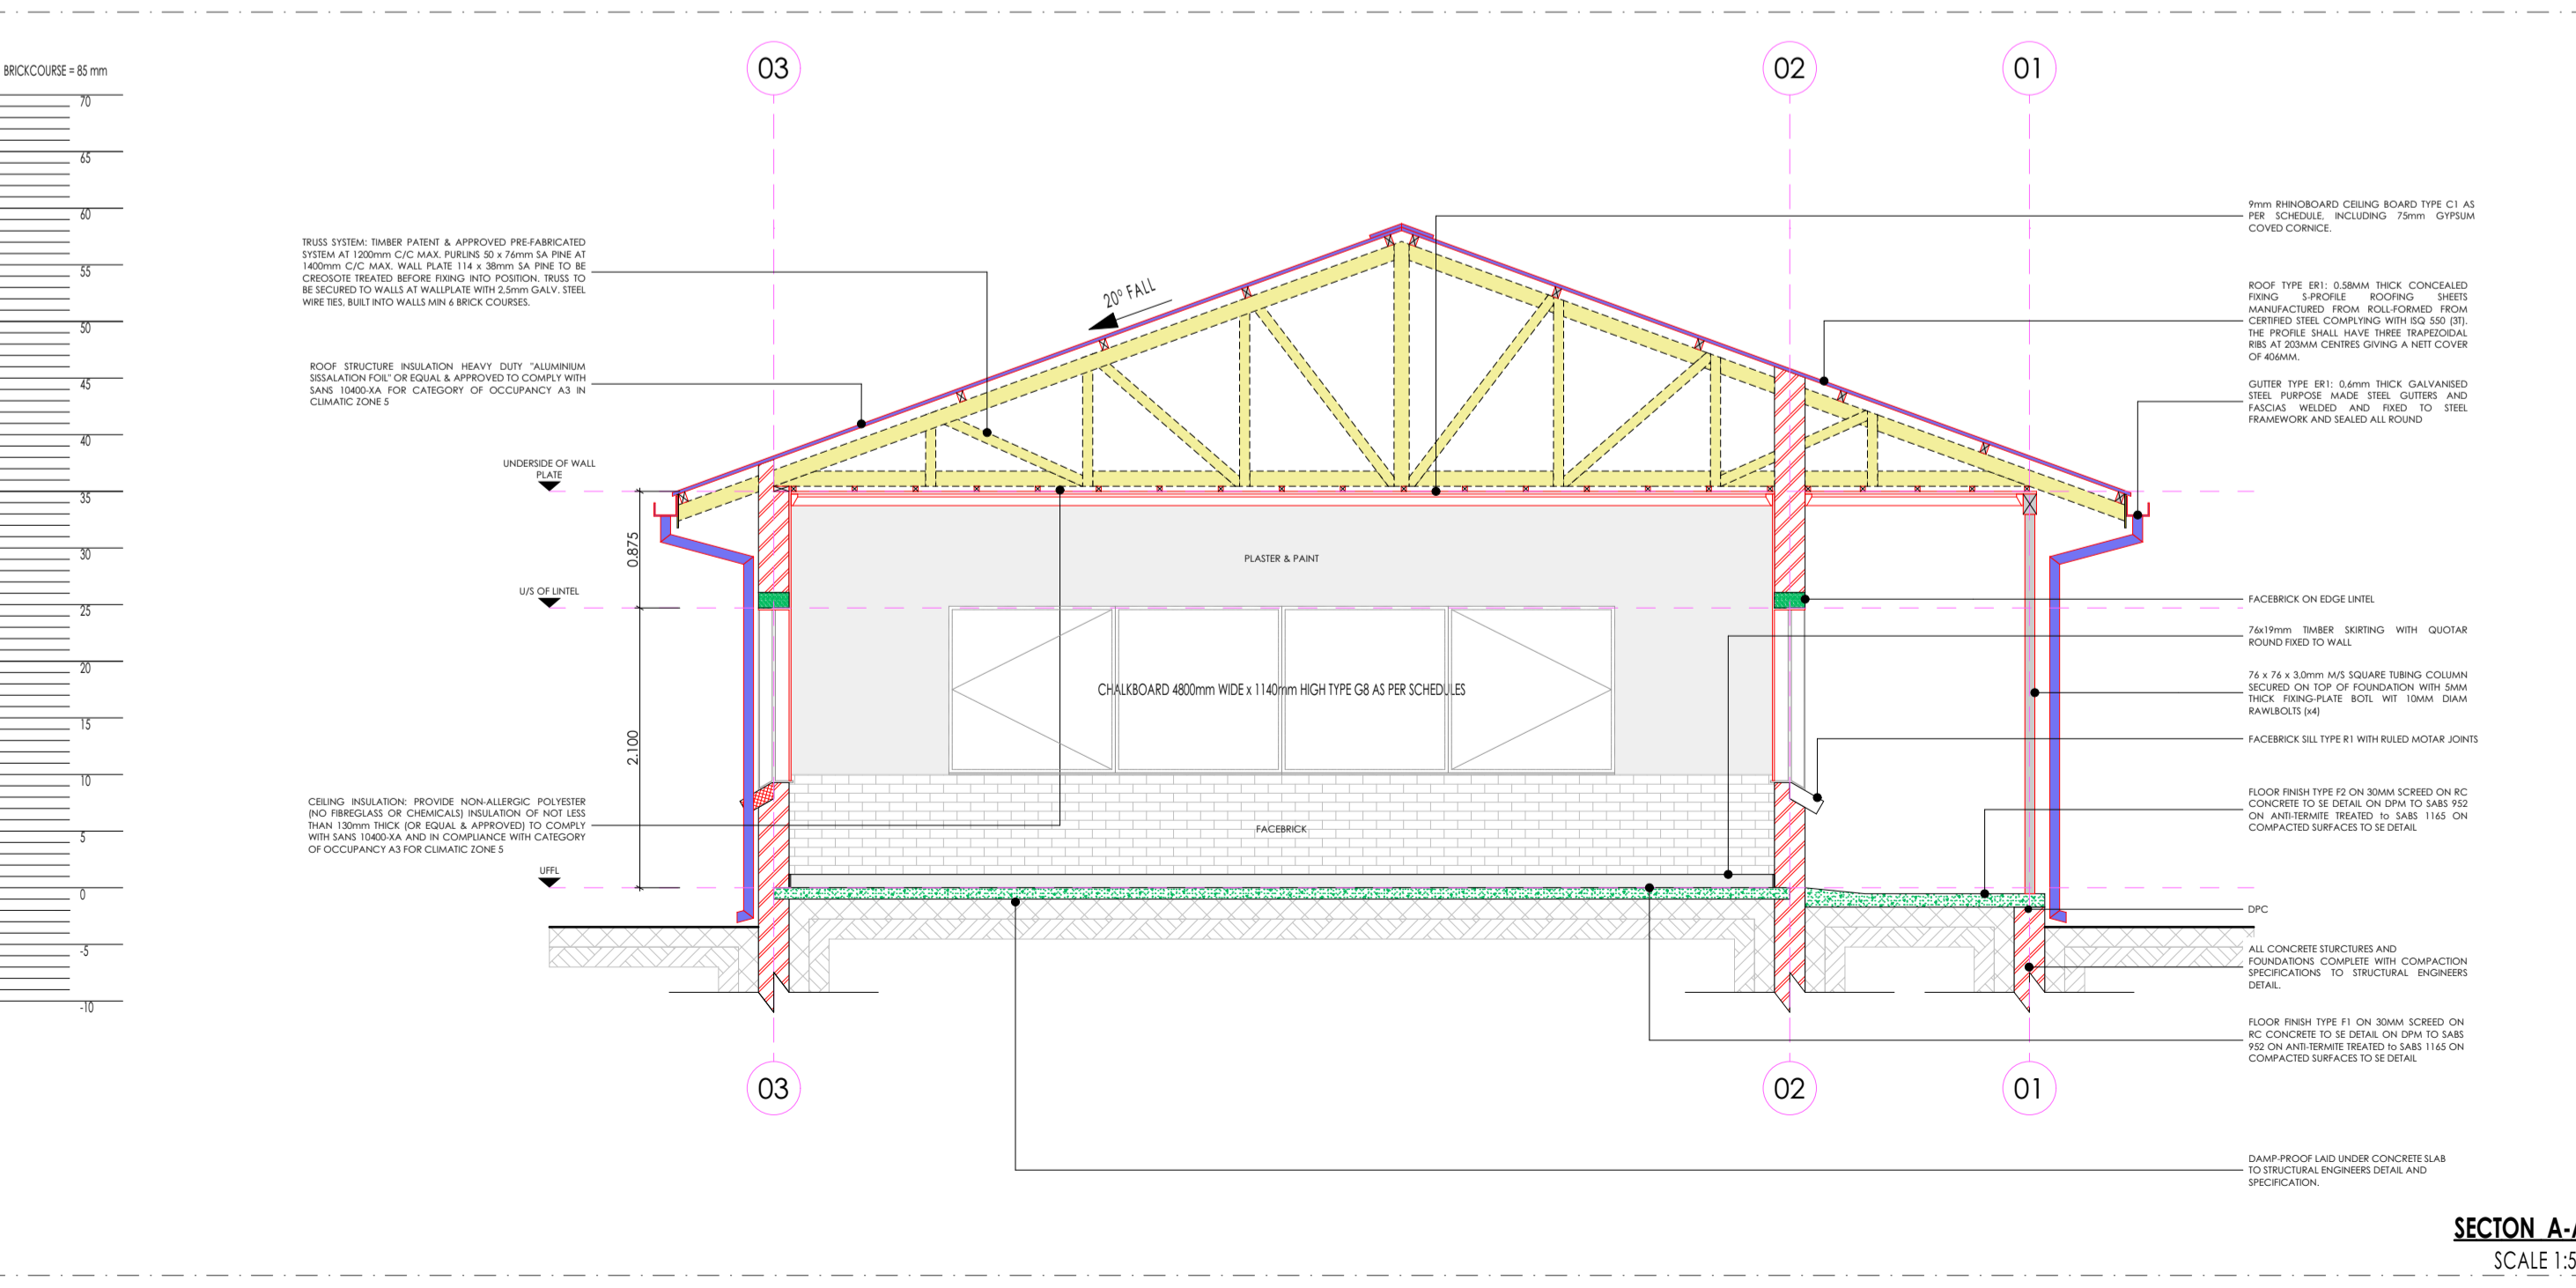 03
02
01
BRICKCOURSE = 85 mm
70
65
60
55
50
45
40
35
30
25
20
15
10
5
0
-5
-10
TRUSS SYSTEM: TIMBER PATENT & APPROVED PRE-FABRICATED
SYSTEM AT 1200mm C/C MAX. PURLINS 50 x 76mm SA PINE AT
1400mm C/C MAX. WALL PLATE 114 x 38mm SA PINE TO BE
CREOSOTE TREATED BEFORE FIXING INTO POSITION. TRUSS TO
BE SECURED TO WALLS AT WALLPLATE WITH 2,5mm GALV. STEEL
WIRE TIES, BUILT INTO WALLS MIN 6 BRICK COURSES.
ROOF STRUCTURE INSULATION HEAVY DUTY "ALUMINIUM
SISSALATION FOIL" OR EQUAL & APPROVED TO COMPLY WITH
SANS 10400-XA FOR CATEGORY OF OCCUPANCY A3 IN
CLIMATIC ZONE 5
UNDERSIDE OF WALL
PLATE
0.875
U/S OF LINTEL
2.100
CEILING INSULATION: PROVIDE NON-ALLERGIC POLYESTER
(NO FIBREGLASS OR CHEMICALS) INSULATION OF NOT LESS
THAN 130mm THICK (OR EQUAL & APPROVED) TO COMPLY
WITH SANS 10400-XA AND IN COMPLIANCE WITH CATEGORY
OF OCCUPANCY A3 FOR CLIMATIC ZONE 5
UFFL
20° FALL
PLASTER & PAINT
CHALKBOARD 4800mm WIDE x 1140mm HIGH TYPE G8 AS PER SCHEDULES
FACEBRICK
9mm RHINOBOARD CEILING BOARD TYPE C1 AS
PER SCHEDULE, INCLUDING 75mm GYPSUM
COVED CORNICE.
ROOF TYPE ER1: 0.58MM THICK CONCEALED
FIXING S-PROFILE ROOFING SHEETS
MANUFACTURED FROM ROLL-FORMED FROM
CERTIFIED STEEL COMPLYING WITH ISQ 550 (3T).
THE PROFILE SHALL HAVE THREE TRAPEZOIDAL
RIBS AT 203MM CENTRES GIVING A NETT COVER
OF 406MM.
GUTTER TYPE ER1: 0,6mm THICK GALVANISED
STEEL PURPOSE MADE STEEL GUTTERS AND
FASCIAS WELDED AND FIXED TO STEEL
FRAMEWORK AND SEALED ALL ROUND
FACEBRICK ON EDGE LINTEL
76x19mm TIMBER SKIRTING WITH QUOTAR
ROUND FIXED TO WALL
76 x 76 x 3,0mm M/S SQUARE TUBING COLUMN
SECURED ON TOP OF FOUNDATION WITH 5MM
THICK FIXING-PLATE BOTL WIT 10MM DIAM
RAWLBOLTS (x4)
FACEBRICK SILL TYPE R1 WITH RULED MOTAR JOINTS
FLOOR FINISH TYPE F2 ON 30MM SCREED ON RC
CONCRETE TO SE DETAIL ON DPM TO SABS 952
ON ANTI-TERMITE TREATED to SABS 1165 ON
COMPACTED SURFACES TO SE DETAIL
DPC
ALL CONCRETE STURCTURES AND
FOUNDATIONS COMPLETE WITH COMPACTION
SPECIFICATIONS TO STRUCTURAL ENGINEERS
DETAIL.
FLOOR FINISH TYPE F1 ON 30MM SCREED ON
RC CONCRETE TO SE DETAIL ON DPM TO SABS
952 ON ANTI-TERMITE TREATED to SABS 1165 ON
COMPACTED SURFACES TO SE DETAIL
DAMP-PROOF LAID UNDER CONCRETE SLAB
TO STRUCTURAL ENGINEERS DETAIL AND
SPECIFICATION.
03
02
01
SECTON A-A
SCALE 1:5